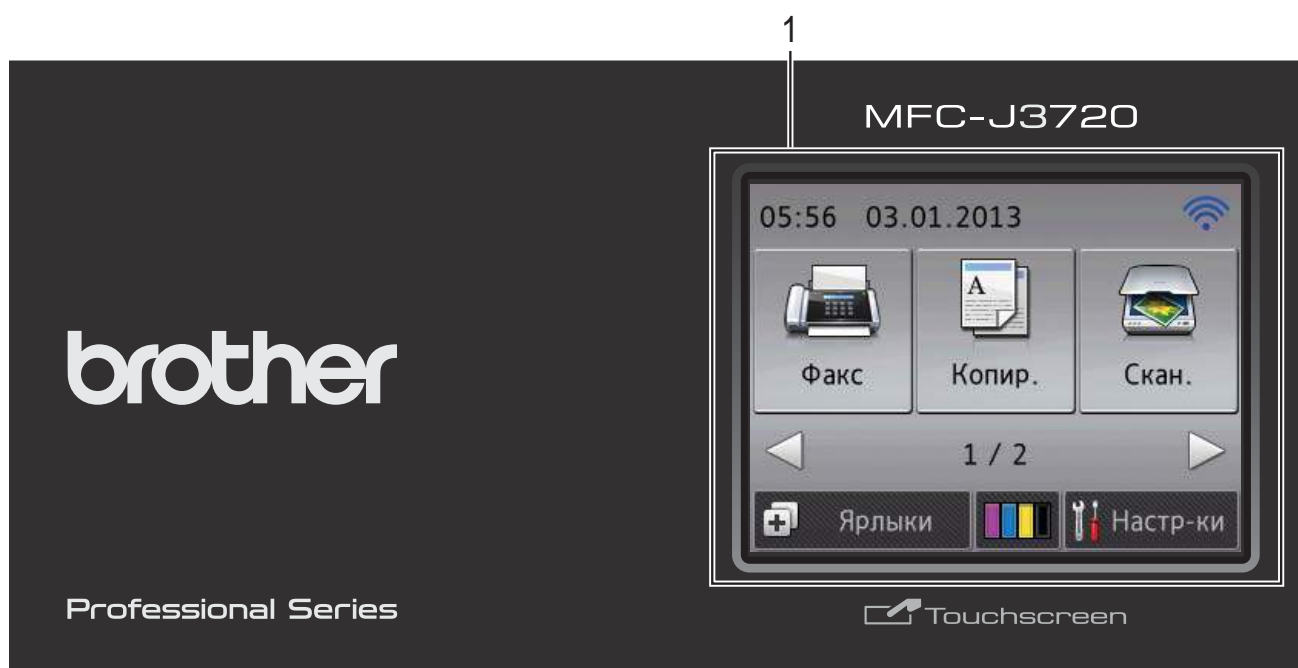 1
MFC-J3720
05:56 03.01.2013
A
Факс Копир. Скан.
brother
1 / 2
Ярлыки Настр-ки
Professional Series Touchscreen